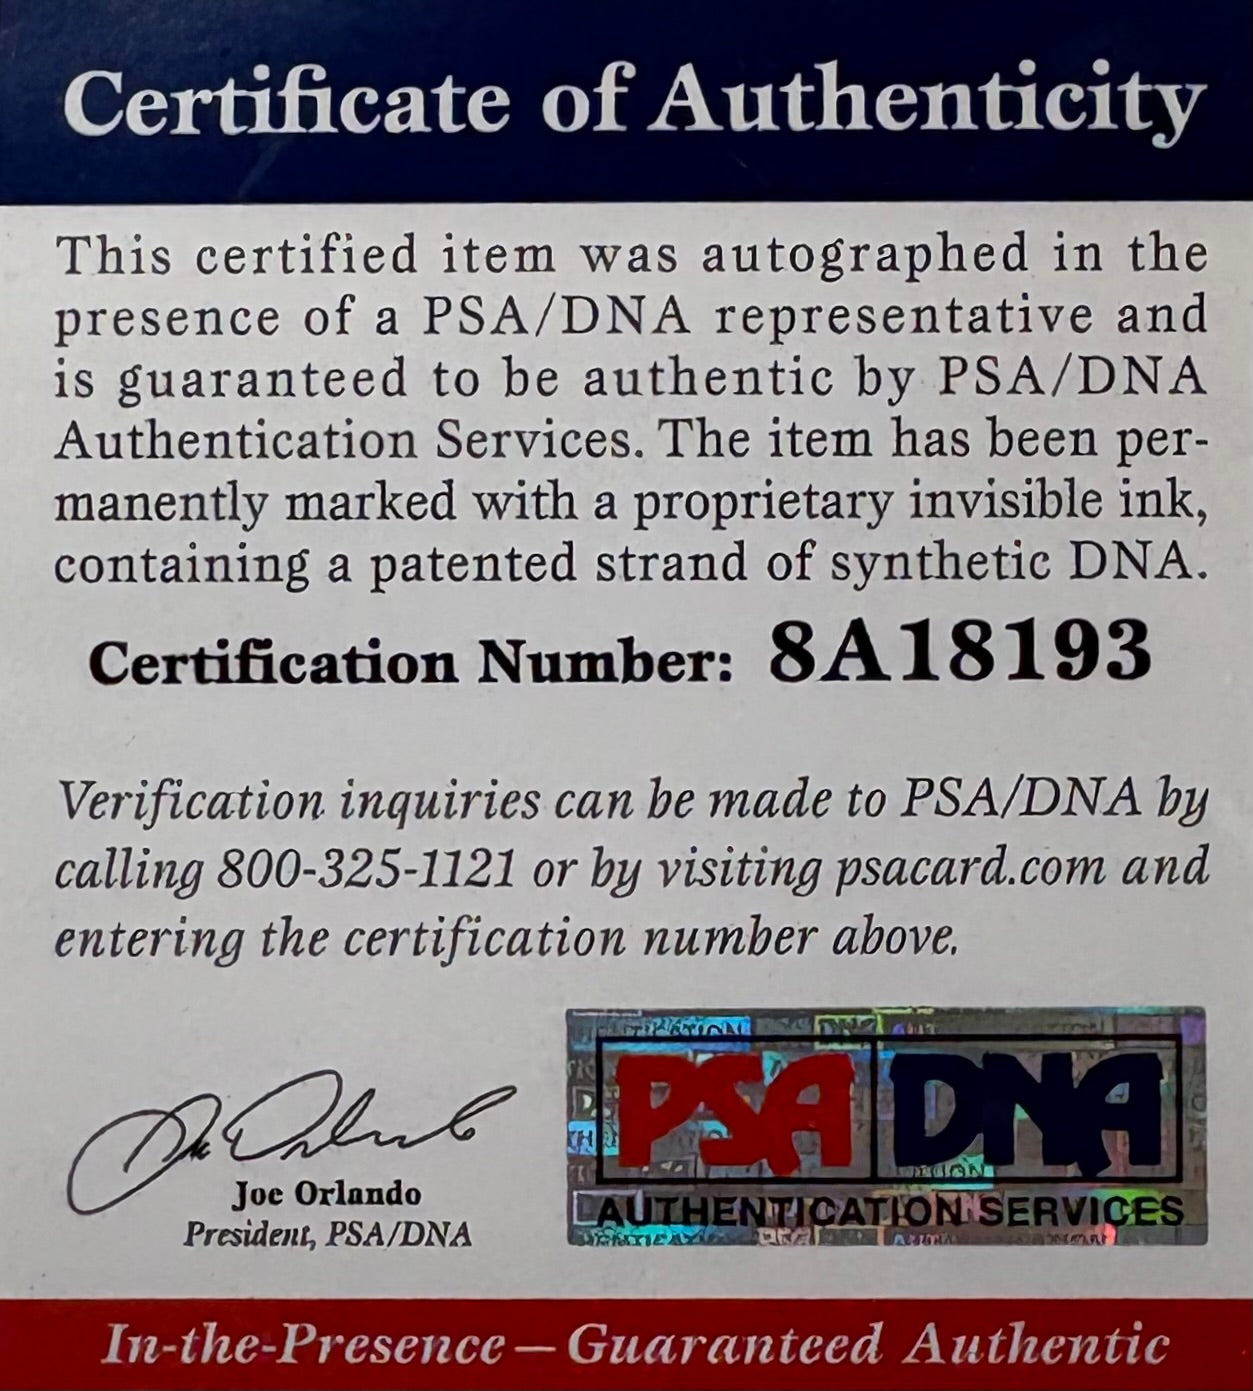 Certificate of Authenticity
This certified item was autographed in the
presence of a PSA/DNA representative and
is guaranteed to be authentic by PSA/DNA
Authentication Services. The item has been per-
manently marked with a proprietary invisible ink,
containing a patented strand of synthetic DNA.
Certification Number: 8A18193
Verification inquiries can be made to PSA/DNA by
calling 800-325-1121 or by visiting psacard.com and
entering the certification number above.
Joe Orlando
President, PSA/DNA
PSA DNA
AUTHENTICATION SERVICES
In-the-Presence — Guaranteed Authentic